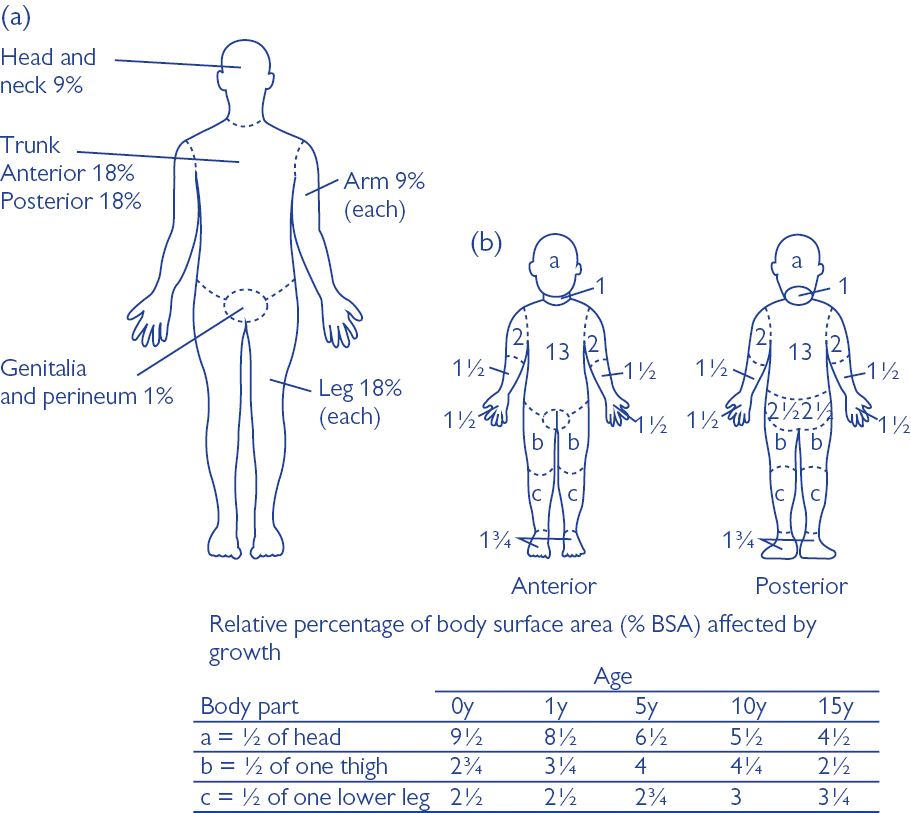 (a)
Head and
neck 9%
Trunk
Anterior 18%
Posterior 18%
Arm 9%
(each)
Genitalia
and perineum 1%
Leg 18%
(each)
(b)
a
1
2 13 2
1½ 1½
1½ 1½
b b
c c
1¾
Anterior
a
1
2 13 2
1½ 1½
2½ 2½
1½ 1½
b b
c c
1¾
Posterior
Relative percentage of body surface area (% BSA) affected by
growth
Age
Body part 0y 1y 5y 10y 15y
a = ½ of head 9½ 8½ 6½ 5½ 4½
b = ½ of one thigh 2¾ 3¼ 4 4¼ 2½
c = ½ of one lower leg 2½ 2½ 2¾ 3 3¼